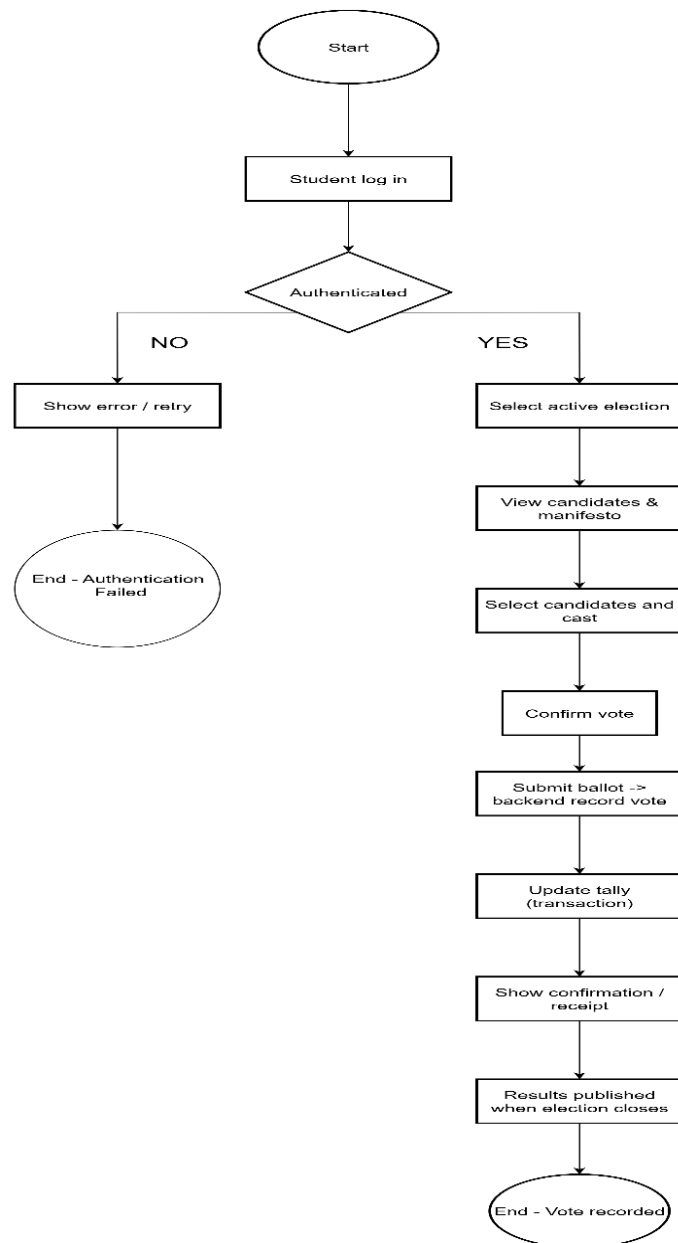 Start
Student log in
Authenticated
NO
YES
Show error / retry
End - Authentication
Failed
Select active election
View candidates &
manifesto
Select candidates and
cast
Confirm vote
Submit ballot ->
backend record vote
Update tally
(transaction)
Show confirmation /
receipt
Results published
when election closes
End - Vote recorded